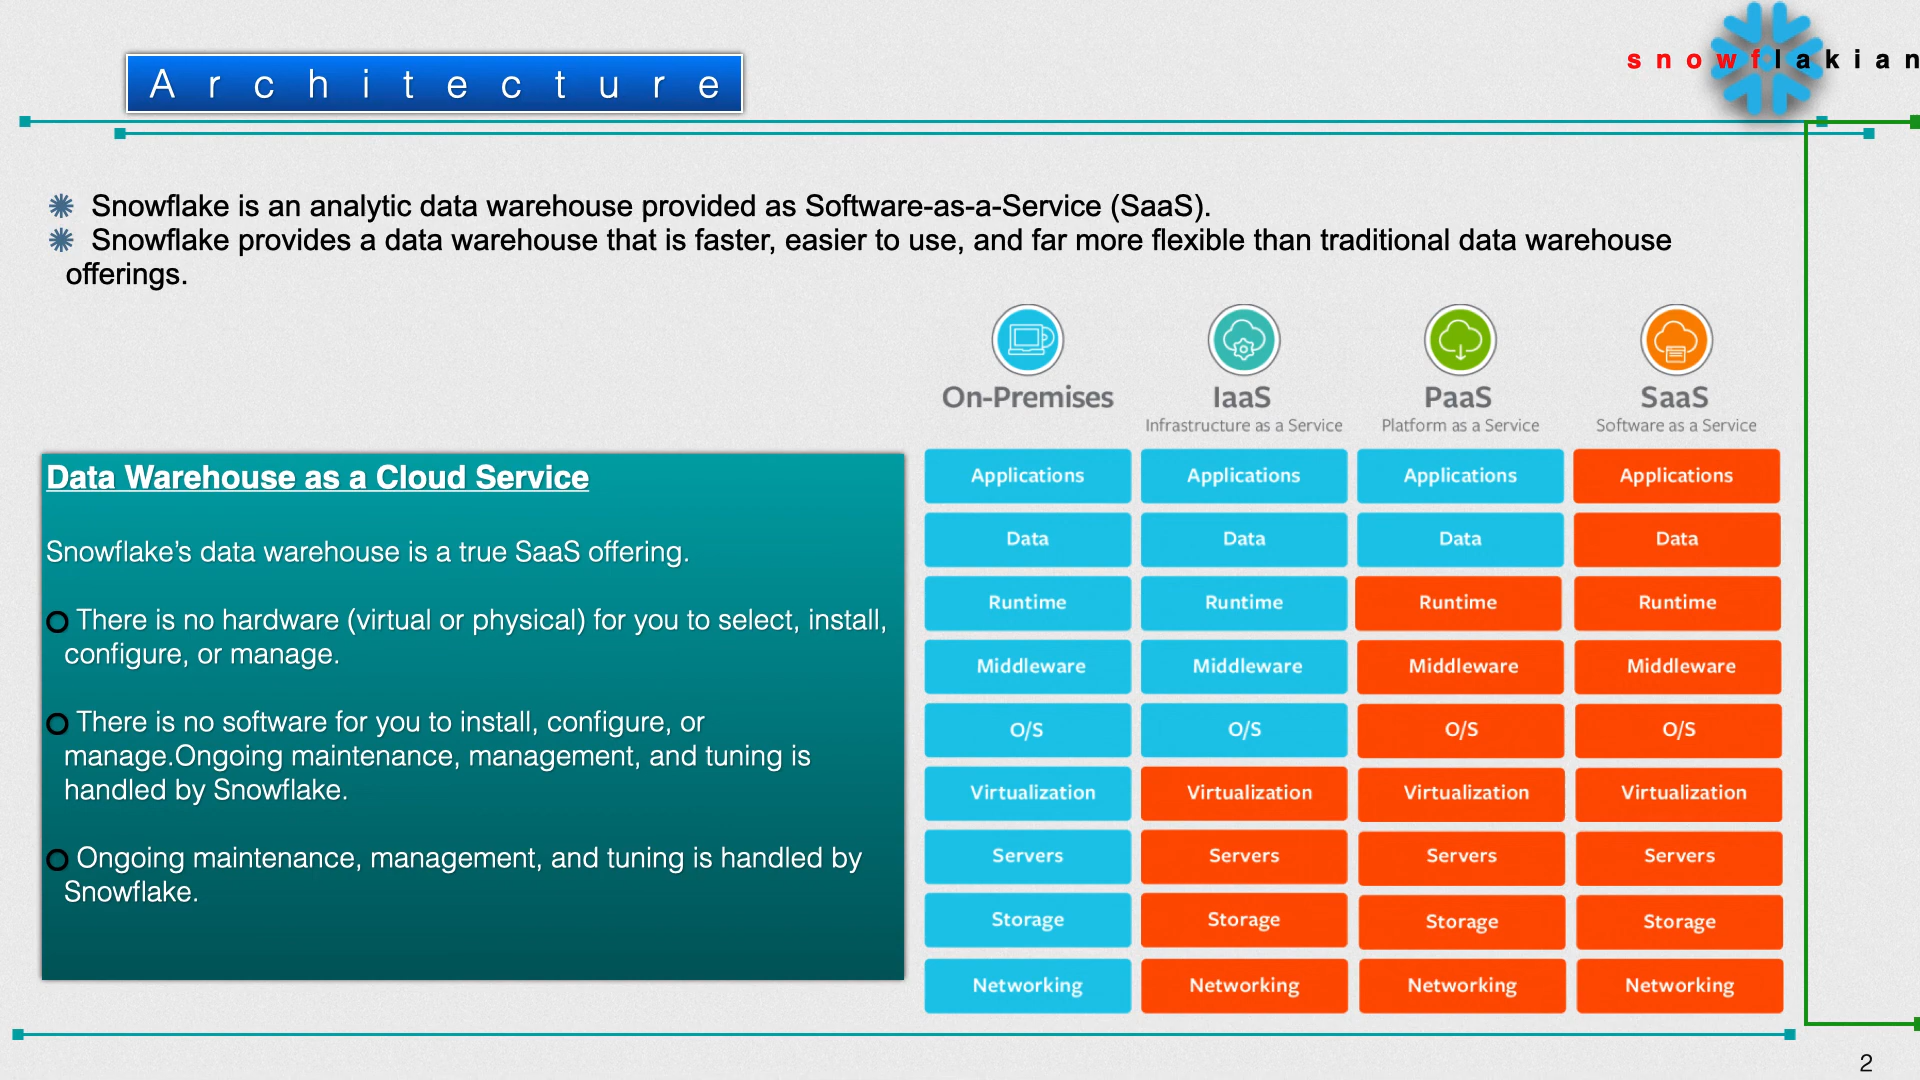 Architecture
snowflakian
Snowflake is an analytic data warehouse provided as Software-as-a-Service (SaaS).
Snowflake provides a data warehouse that is faster, easier to use, and far more flexible than traditional data warehouse
offerings.
Data Warehouse as a Cloud Service
Snowflake’s data warehouse is a true SaaS offering.
There is no hardware (virtual or physical) for you to select, install,
configure, or manage.
There is no software for you to install, configure, or
manage.Ongoing maintenance, management, and tuning is
handled by Snowflake.
Ongoing maintenance, management, and tuning is handled by
Snowflake.
On-Premises IaaS PaaS SaaS
Infrastructure as a Service Platform as a Service Software as a Service
Applications Applications Applications Applications
Data Data Data Data
Runtime Runtime Runtime Runtime
Middleware Middleware Middleware Middleware
O/S O/S O/S O/S
Virtualization Virtualization Virtualization Virtualization
Servers Servers Servers Servers
Storage Storage Storage Storage
Networking Networking Networking Networking
2